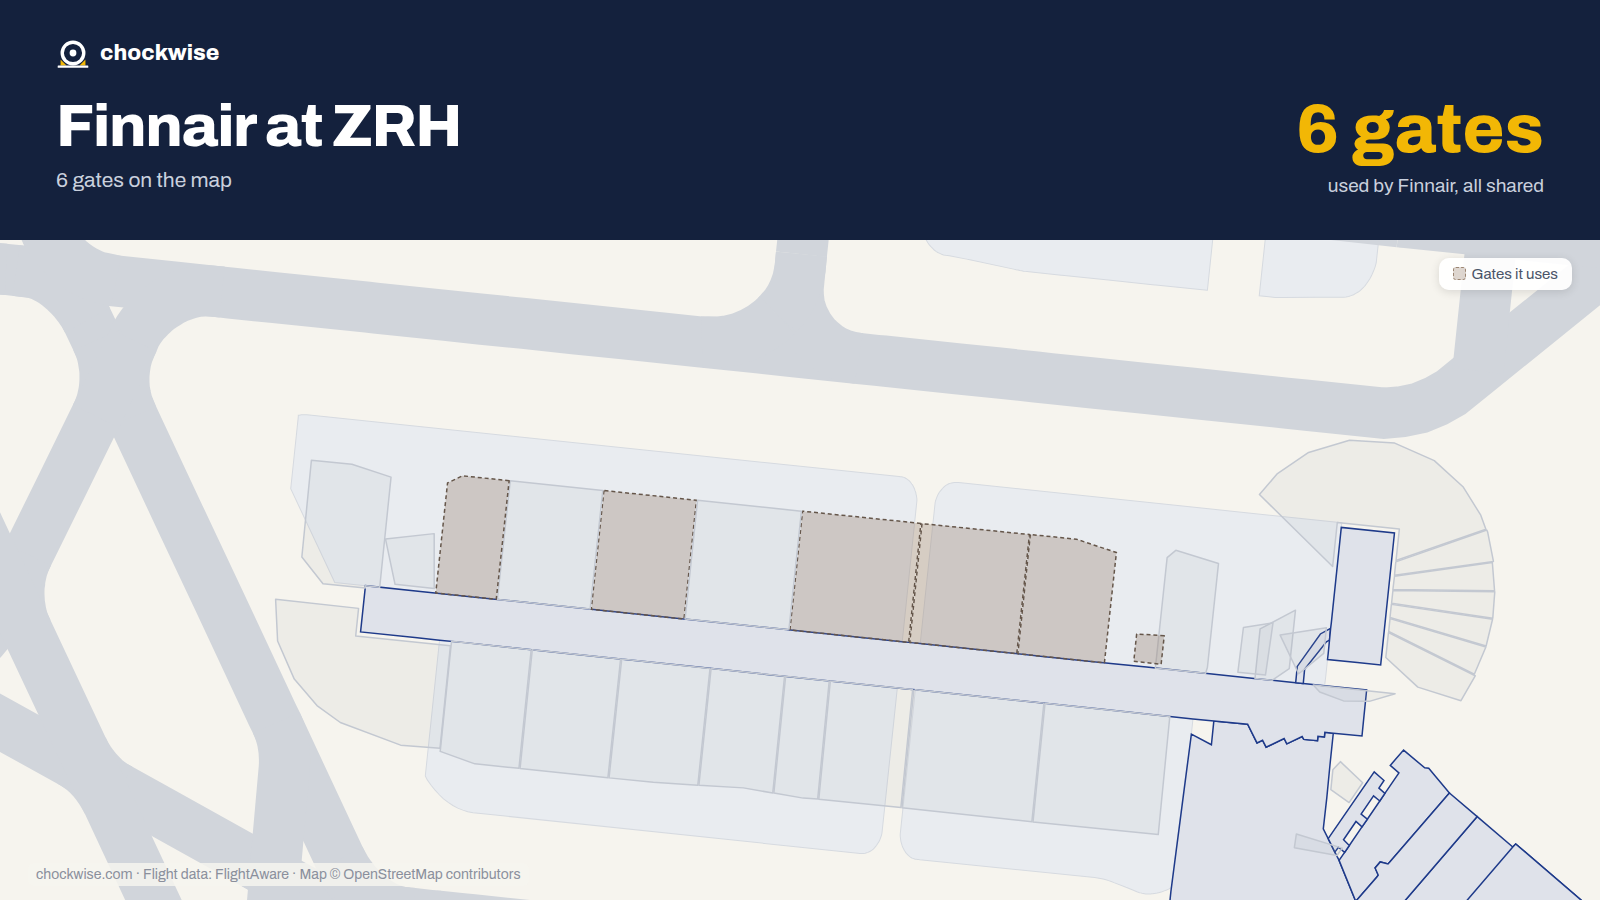 chockwise
Finnair at ZRH
6 gates on the map
6 gates
used by Finnair, all shared
Gates it uses
chockwise.com · Flight data: FlightAware · Map © OpenStreetMap contributors